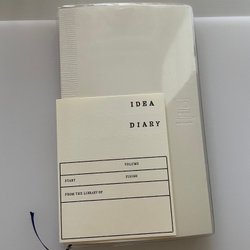 IDEA
DIARY
VOLUME
START FINISH
FROM THE LIBRARY OF